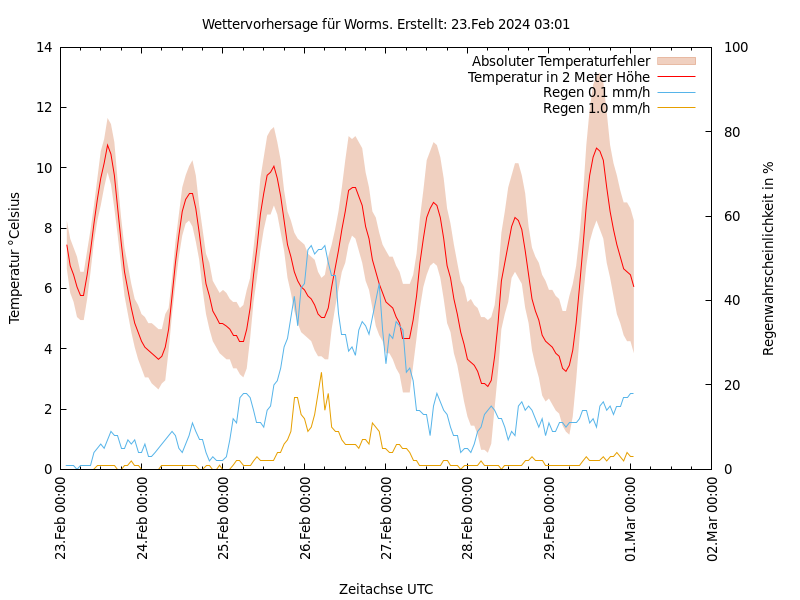 Wettervorhersage für Worms. Erstellt: 23.Feb 2024 03:01
Absoluter Temperaturfehler
Temperatur in 2 Meter Höhe
Regen 0.1 mm/h
Regen 1.0 mm/h
Temperatur °Celsius
14
12
10
8
6
4
2
0
100
80
60
40
20
0
Regenwahrscheinlichkeit in %
23.Feb 00:00
24.Feb 00:00
25.Feb 00:00
26.Feb 00:00
27.Feb 00:00
28.Feb 00:00
29.Feb 00:00
01.Mar 00:00
02.Mar 00:00
Zeitachse UTC